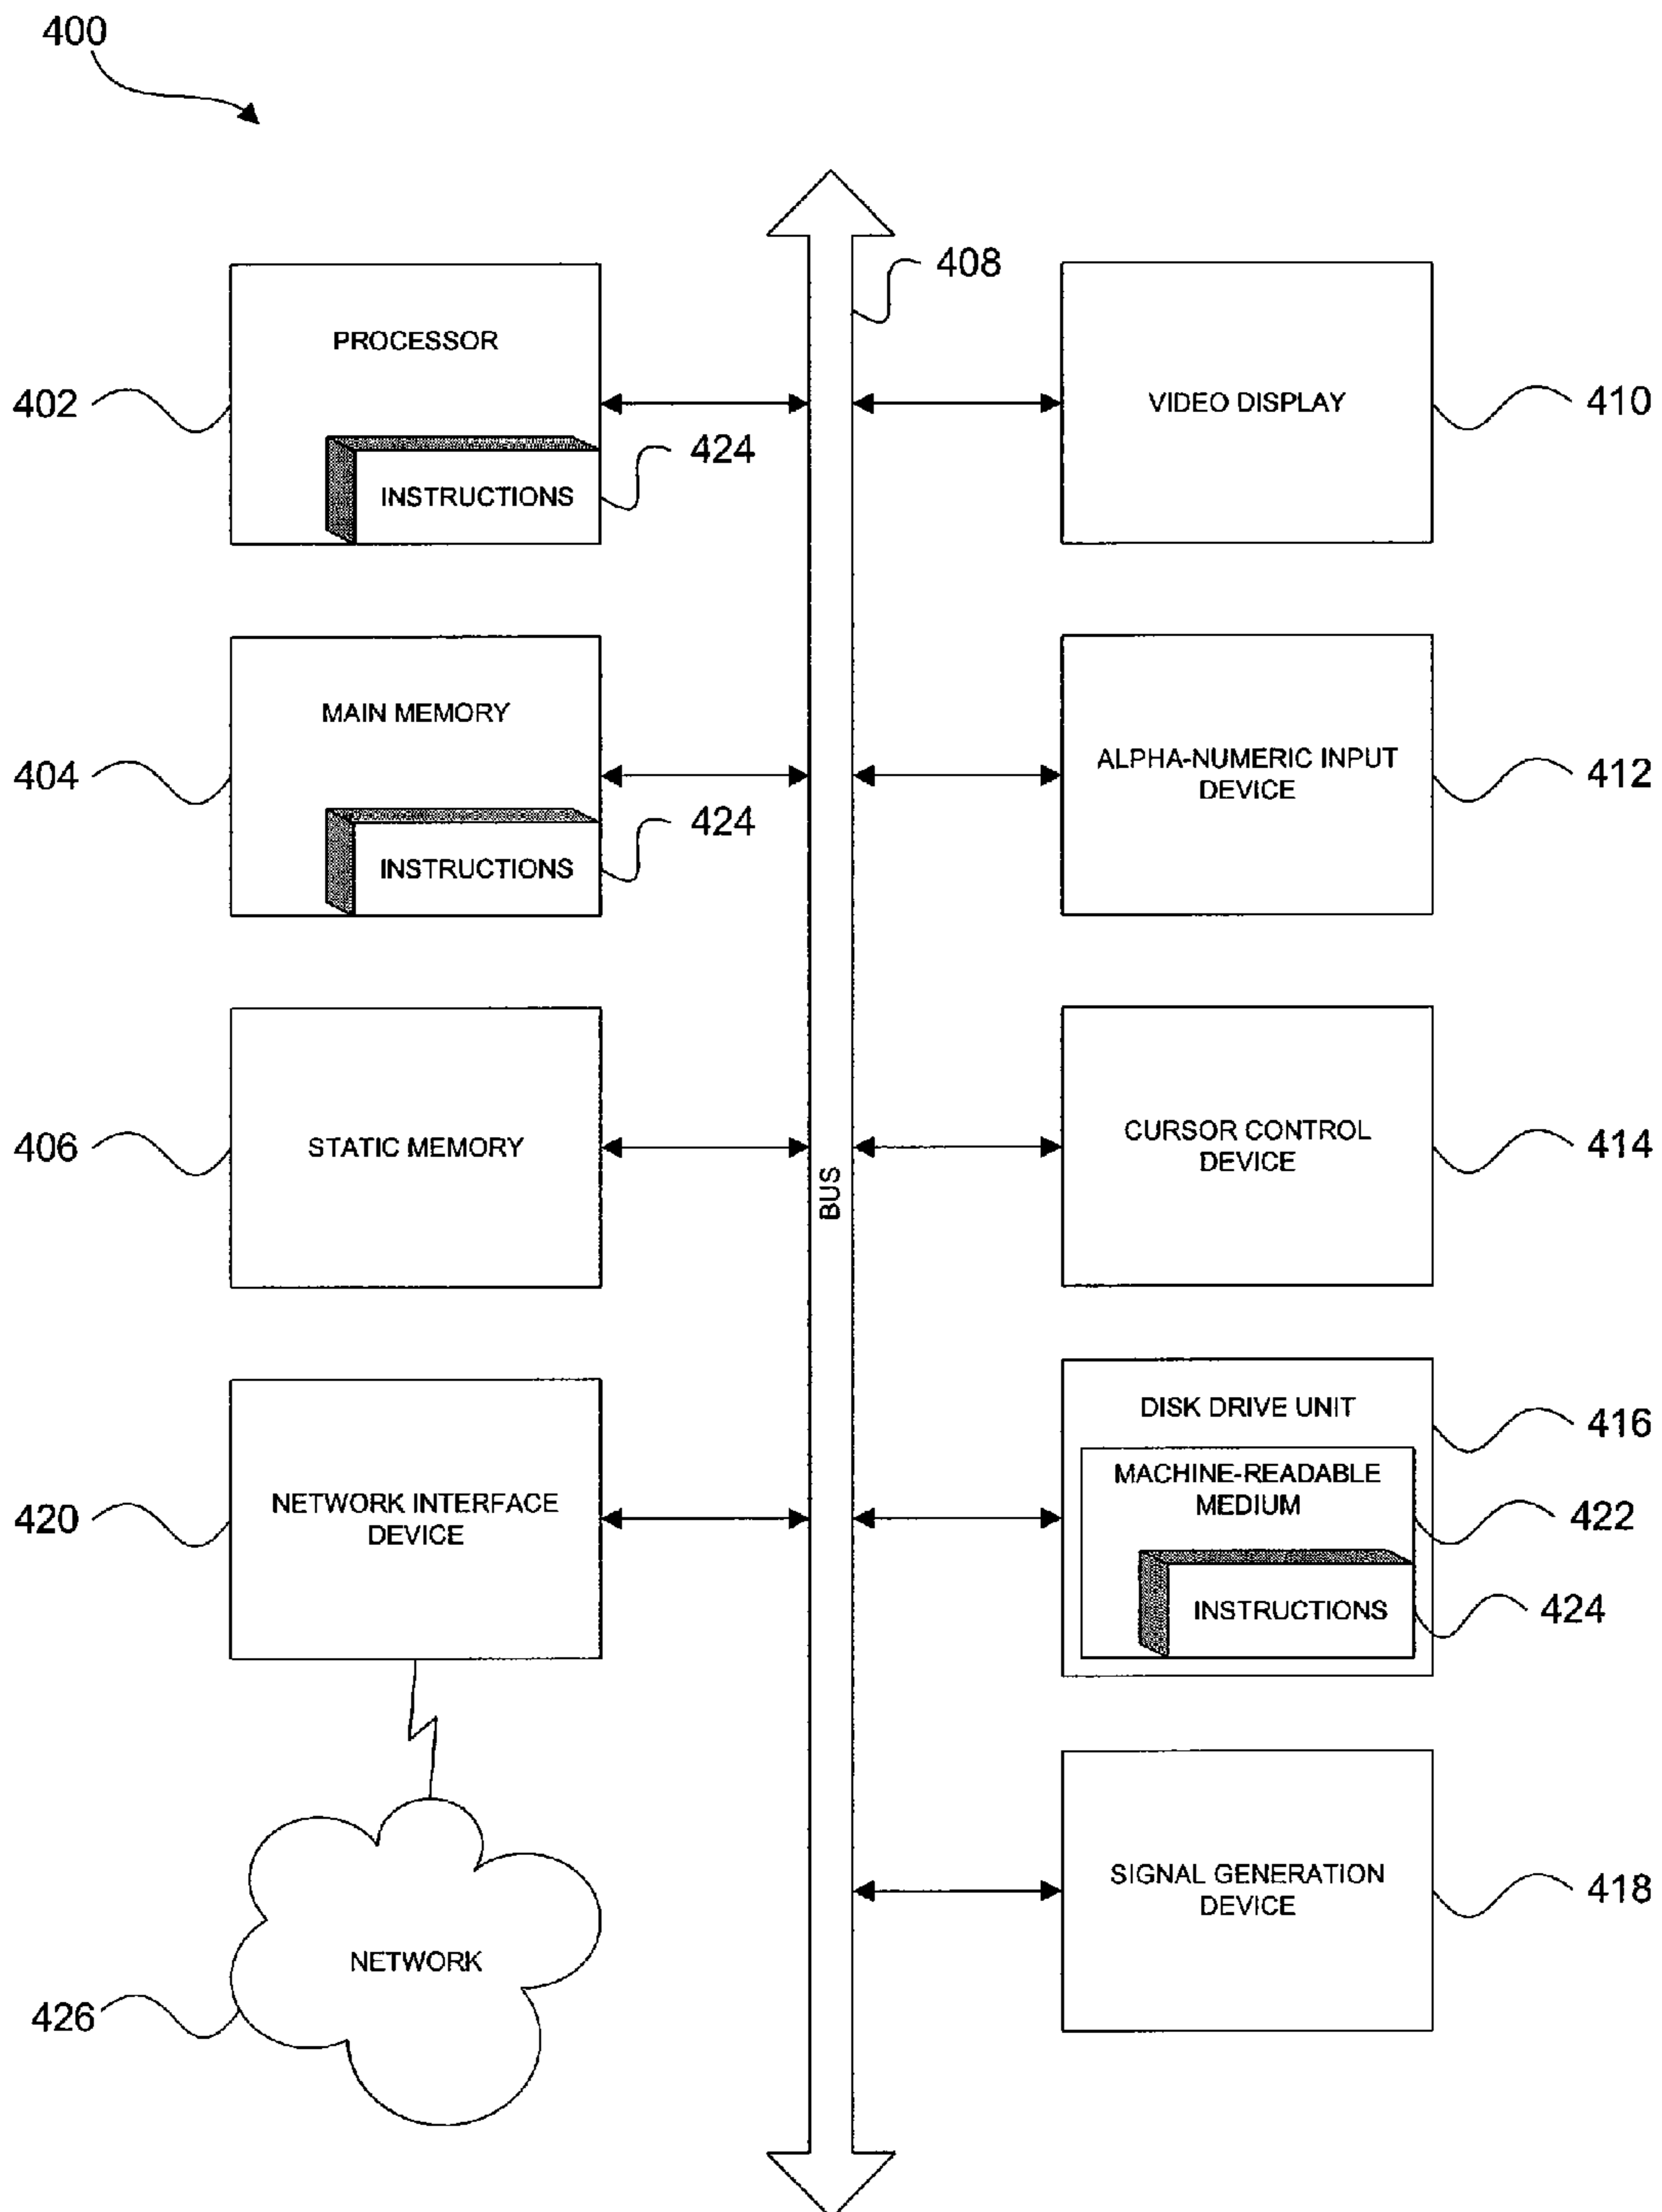 400
408
PROCESSOR
402
424
INSTRUCTIONS
VIDEO DISPLAY
410
MAIN MEMORY
404
424
INSTRUCTIONS
ALPHA-NUMERIC INPUT
DEVICE
412
406
STATIC MEMORY
BUS
CURSOR CONTROL
DEVICE
414
420
NETWORK INTERFACE
DEVICE
DISK DRIVE UNIT
416
MACHINE-READABLE
MEDIUM
422
INSTRUCTIONS
424
NETWORK
426
SIGNAL GENERATION
DEVICE
418